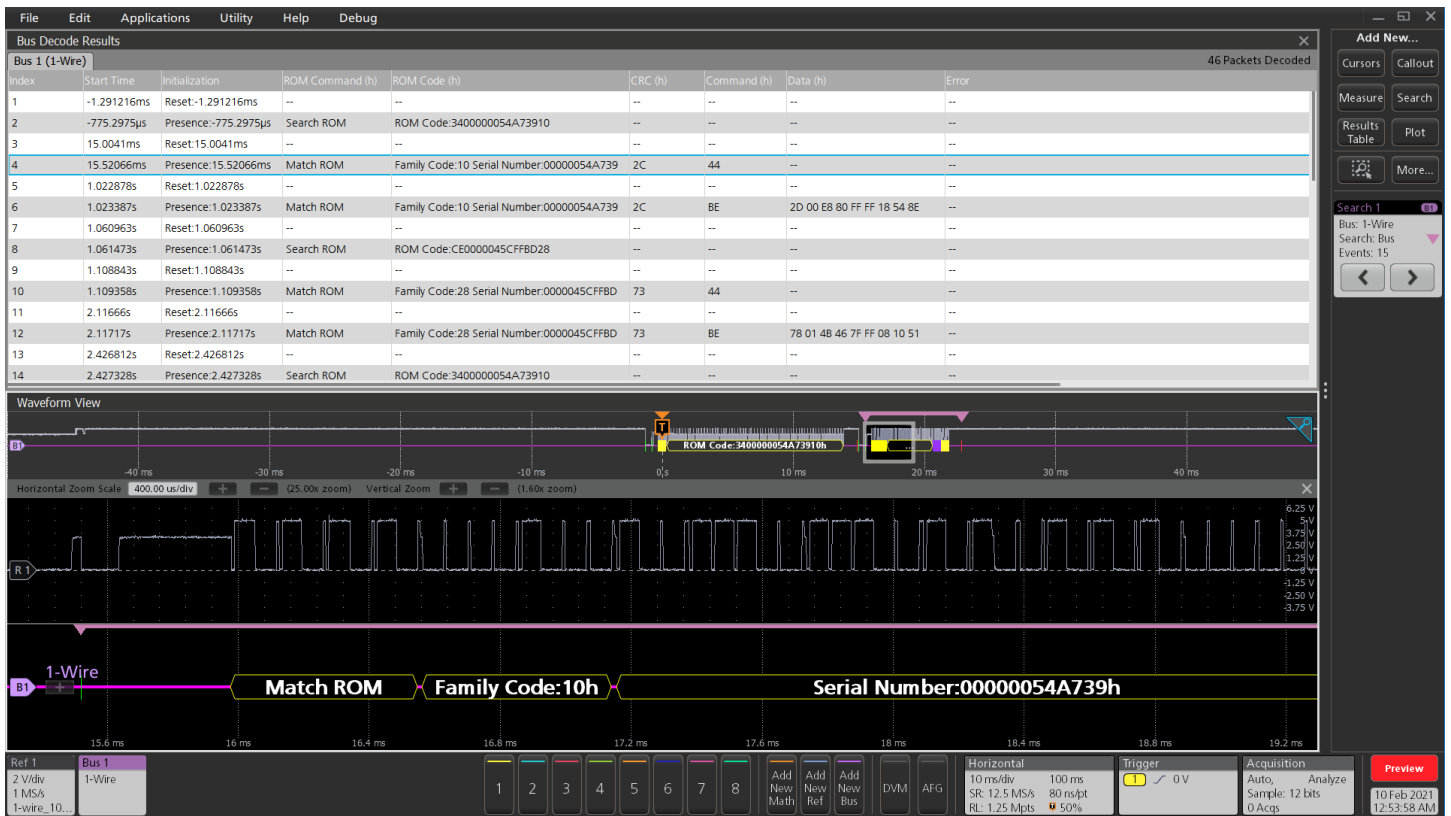 File Edit Applications Utility Help Debug
Bus Decode Results
Bus 1 (1-Wire) 46 Packets Decoded
Index Start Time Initialization ROM Command (h) ROM Code (h) CRC (h) Command (h) Data (h) Error
1 -1.291216ms Reset:-1.291216ms -- -- -- -- -- --
2 -775.2975µs Presence:-775.2975µs Search ROM ROM Code:3400000054A73910 -- -- -- --
3 15.0041ms Reset:15.0041ms -- -- -- -- -- --
4 15.52066ms Presence:15.52066ms Match ROM Family Code:10 Serial Number:00000054A739 2C 44 -- --
5 1.022878s Reset:1.022878s -- -- -- -- -- --
6 1.023387s Presence:1.023387s Match ROM Family Code:10 Serial Number:00000054A739 2C BE 2D 00 E8 80 FF FF 18 54 8E --
7 1.060963s Reset:1.060963s -- -- -- -- -- --
8 1.061473s Presence:1.061473s Search ROM ROM Code:CE0000045CFFBD28 -- -- -- --
9 1.108843s Reset:1.108843s -- -- -- -- -- --
10 1.109358s Presence:1.109358s Match ROM Family Code:28 Serial Number:0000045CFFBD 73 44 -- --
11 2.11666s Reset:2.11666s -- -- -- -- -- --
12 2.11717s Presence:2.11717s Match ROM Family Code:28 Serial Number:0000045CFFBD 73 BE 78 01 4B 46 7F FF 08 10 51 --
13 2.426812s Reset:2.426812s -- -- -- -- -- --
14 2.427328s Presence:2.427328s Search ROM ROM Code:3400000054A73910 -- -- -- --
Waveform View
T
B1 ROM Code:3400000054A73910h ...
-40 ms -30 ms -20 ms -10 ms 0 s 10 ms 20 ms 30 ms 40 ms
Horizontal Zoom Scale 400.00 us/div + - (25.00x zoom) Vertical Zoom + - (1.60x zoom)
6.25 V
5 V
3.75 V
2.50 V
1.25 V
R 1 0 V
-1.25 V
-2.50 V
-3.75 V
1-Wire
B1 + Match ROM Family Code:10h Serial Number:00000054A739h
15.6 ms 16 ms 16.4 ms 16.8 ms 17.2 ms 17.6 ms 18 ms 18.4 ms 18.8 ms 19.2 ms
Add New...
Cursors Callout
Measure Search
Results Table Plot
More...
Search 1 B1
Bus: 1-Wire
Search: Bus
Events: 15
Ref 1
2 V/div
1 MS/s
1-wire_10...
Bus 1
1-Wire
1 2 3 4 5 6 7 8
Add New Math
Add New Ref
Add New Bus
DVM AFG
Horizontal
10 ms/div 100 ms
SR: 12.5 MS/s 80 ns/pt
RL: 1.25 Mpts 50%
Trigger
1 0 V
Acquisition
Auto, Analyze
Sample: 12 bits
0 Acqs
Preview
10 Feb 2021
12:53:58 AM